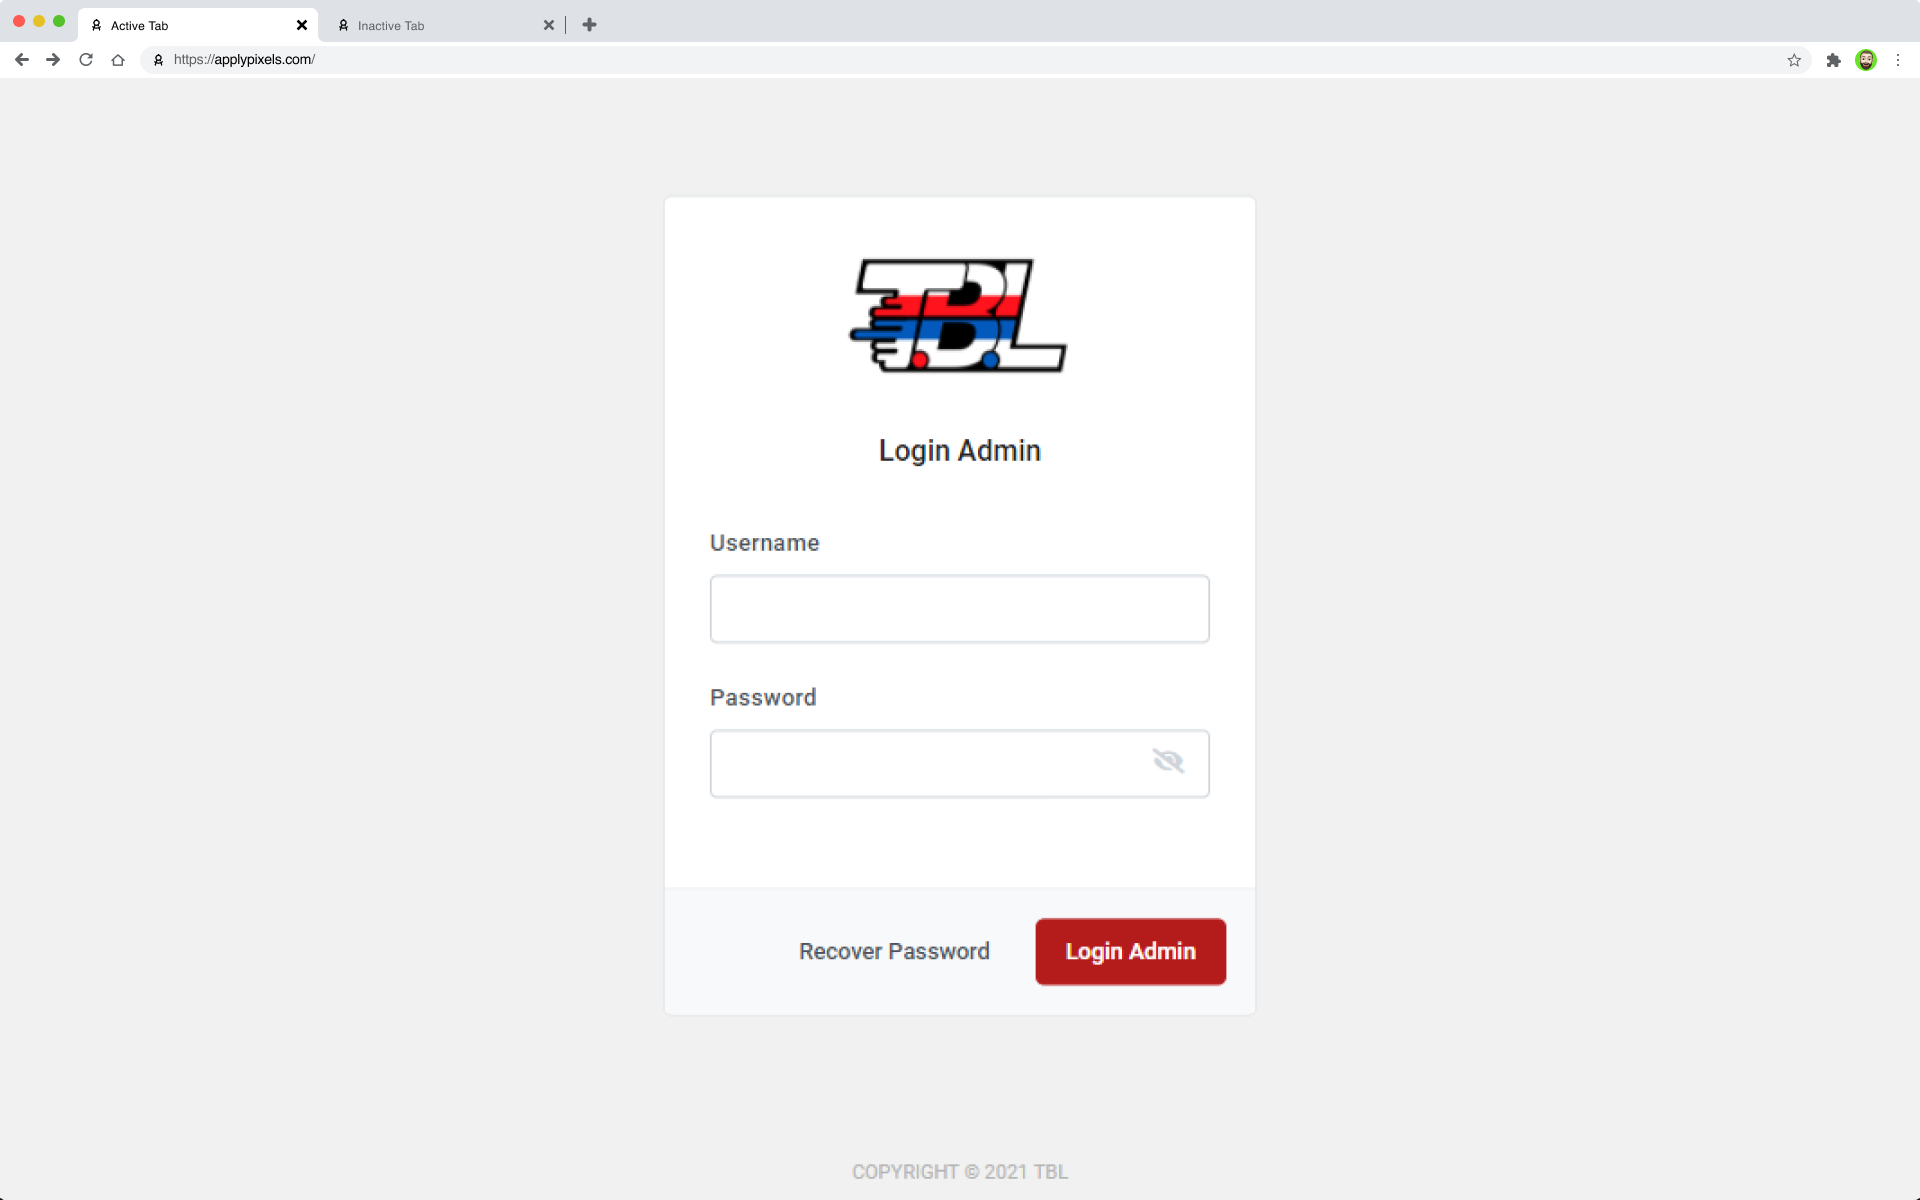 Active Tab
Inactive Tab
https://applypixels.com/
TBL
Login Admin
Username
Password
Recover Password
Login Admin
COPYRIGHT © 2021 TBL